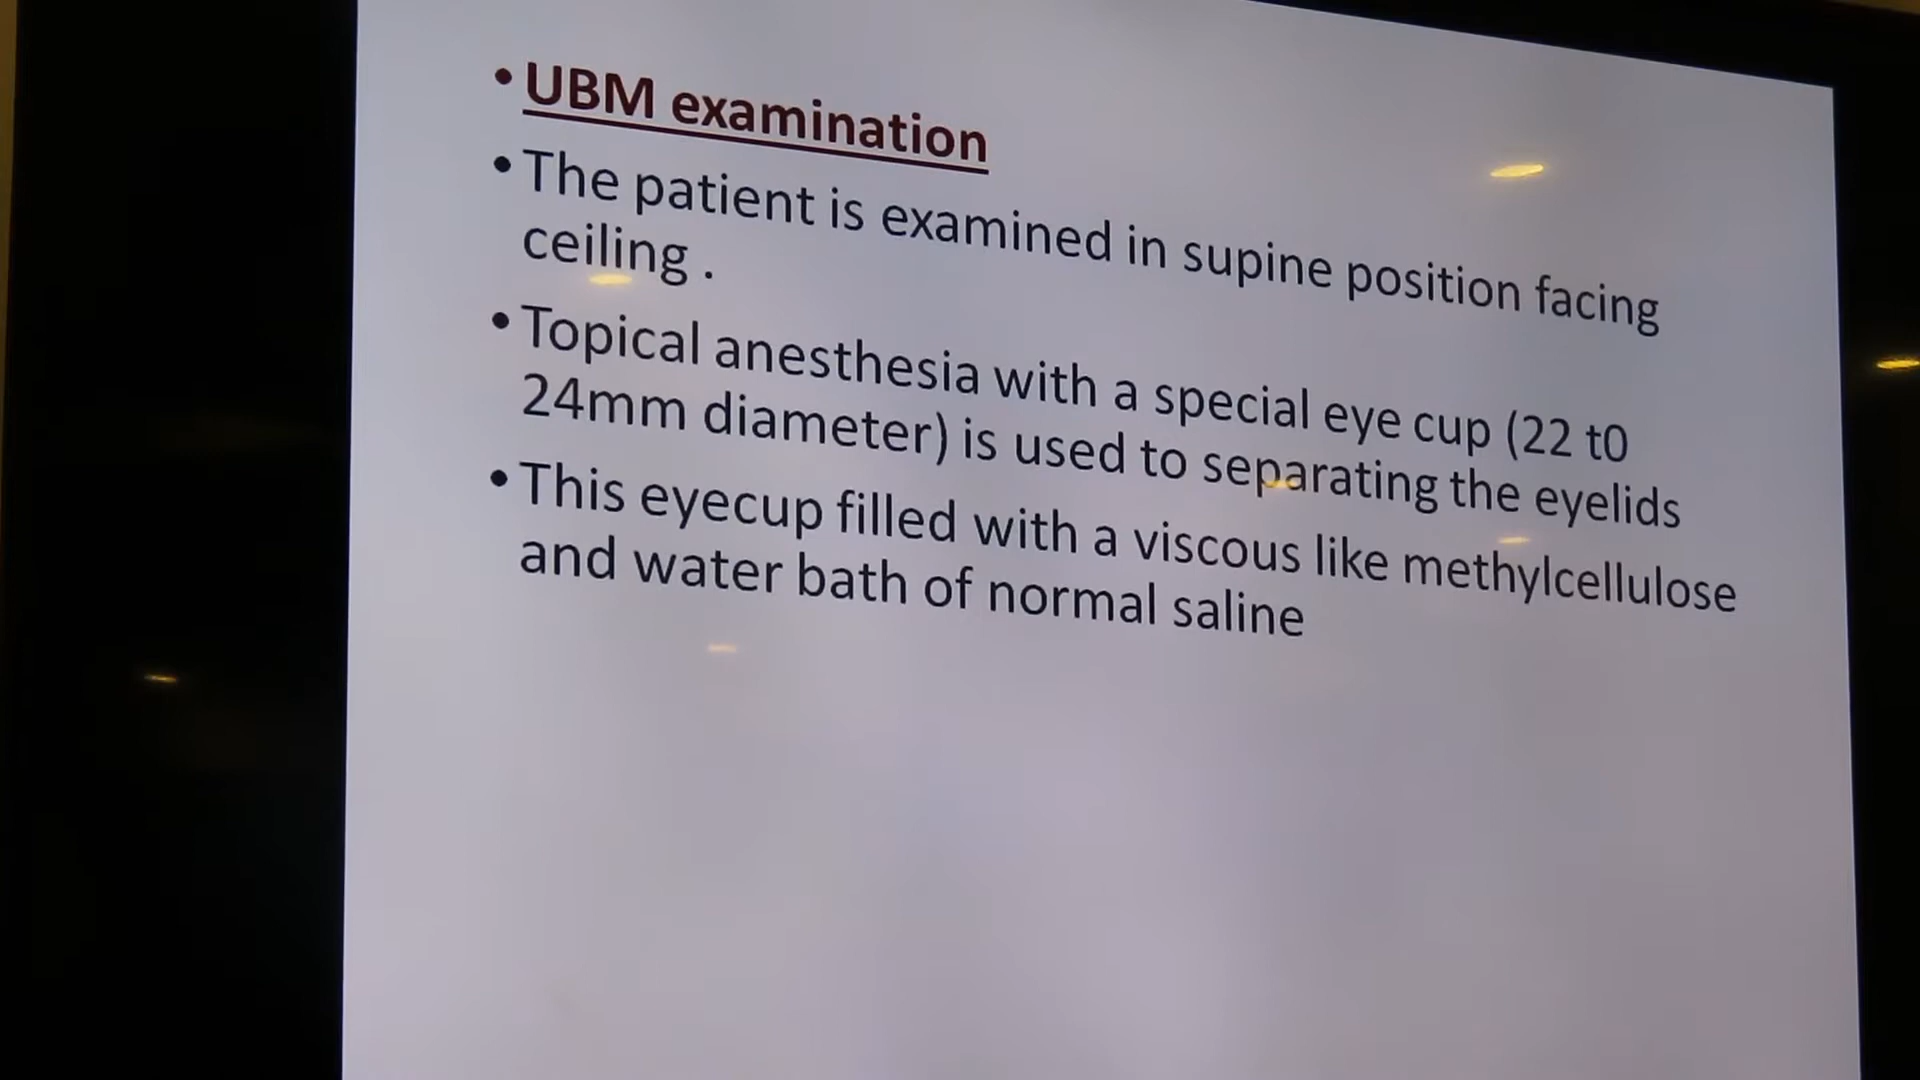 • UBM examination
• The patient is examined in supine position facing
ceiling .
• Topical anesthesia with a special eye cup (22 t0
24mm diameter) is used to separating the eyelids
• This eyecup filled with a viscous like methylcellulose
and water bath of normal saline